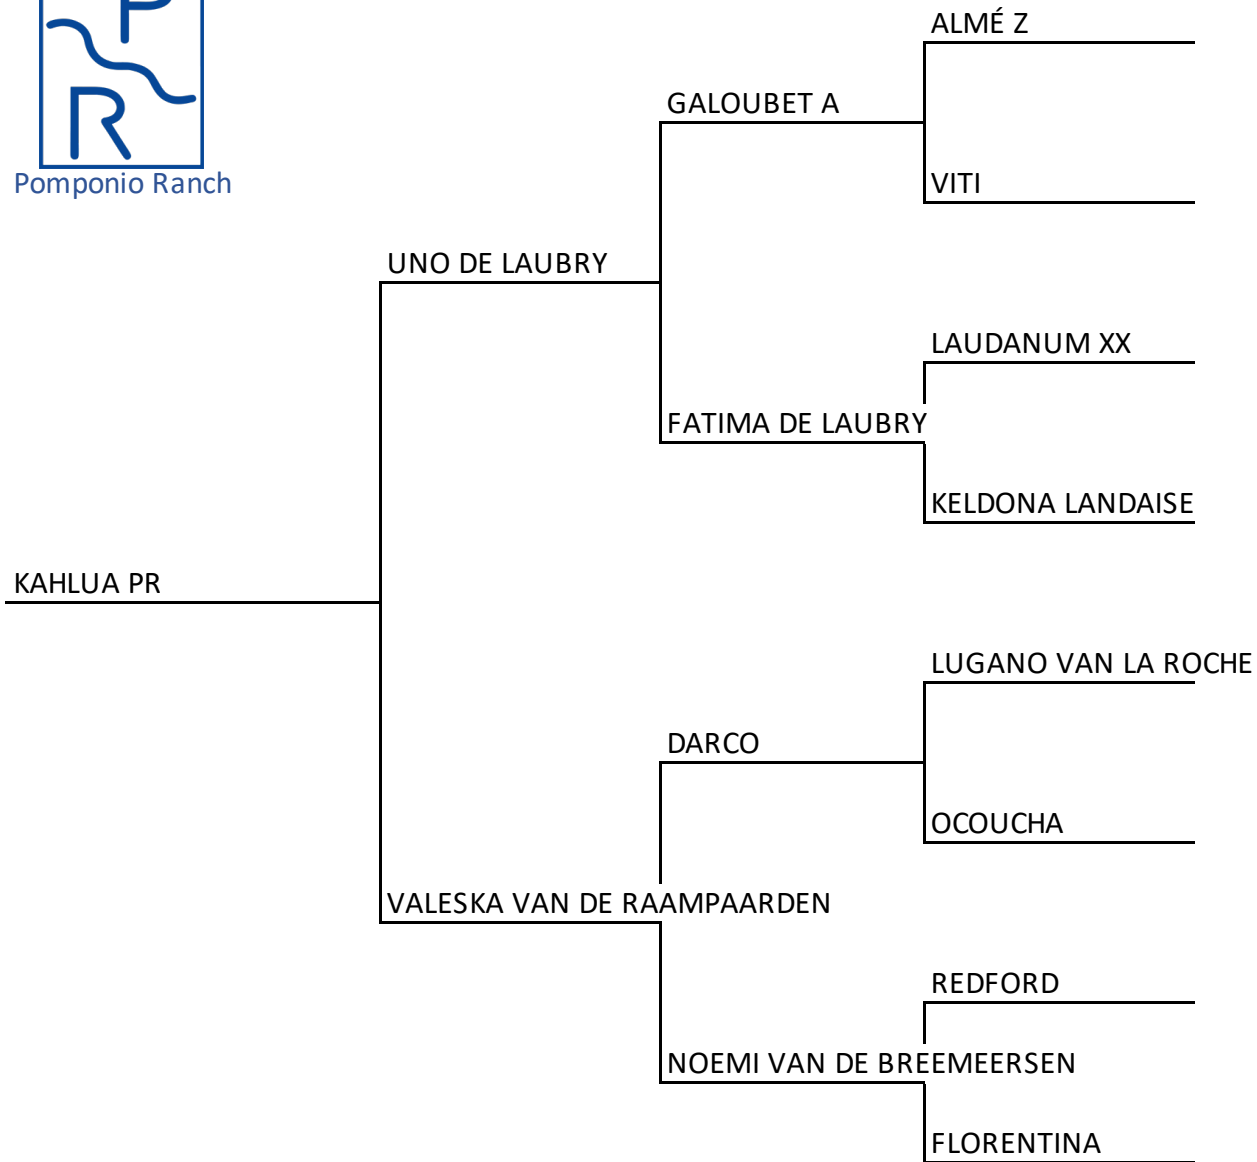 P
R
Pomponio Ranch
ALMÉ Z
GALOUBET A
VITI
UNO DE LAUBRY
LAUDANUM XX
FATIMA DE LAUBRY
KELDONA LANDAISE
KAHLUA PR
LUGANO VAN LA ROCHE
DARCO
OCOUCHA
VALESKA VAN DE RAAMPAARDEN
REDFORD
NOEMI VAN DE BREEMEERSEN
FLORENTINA